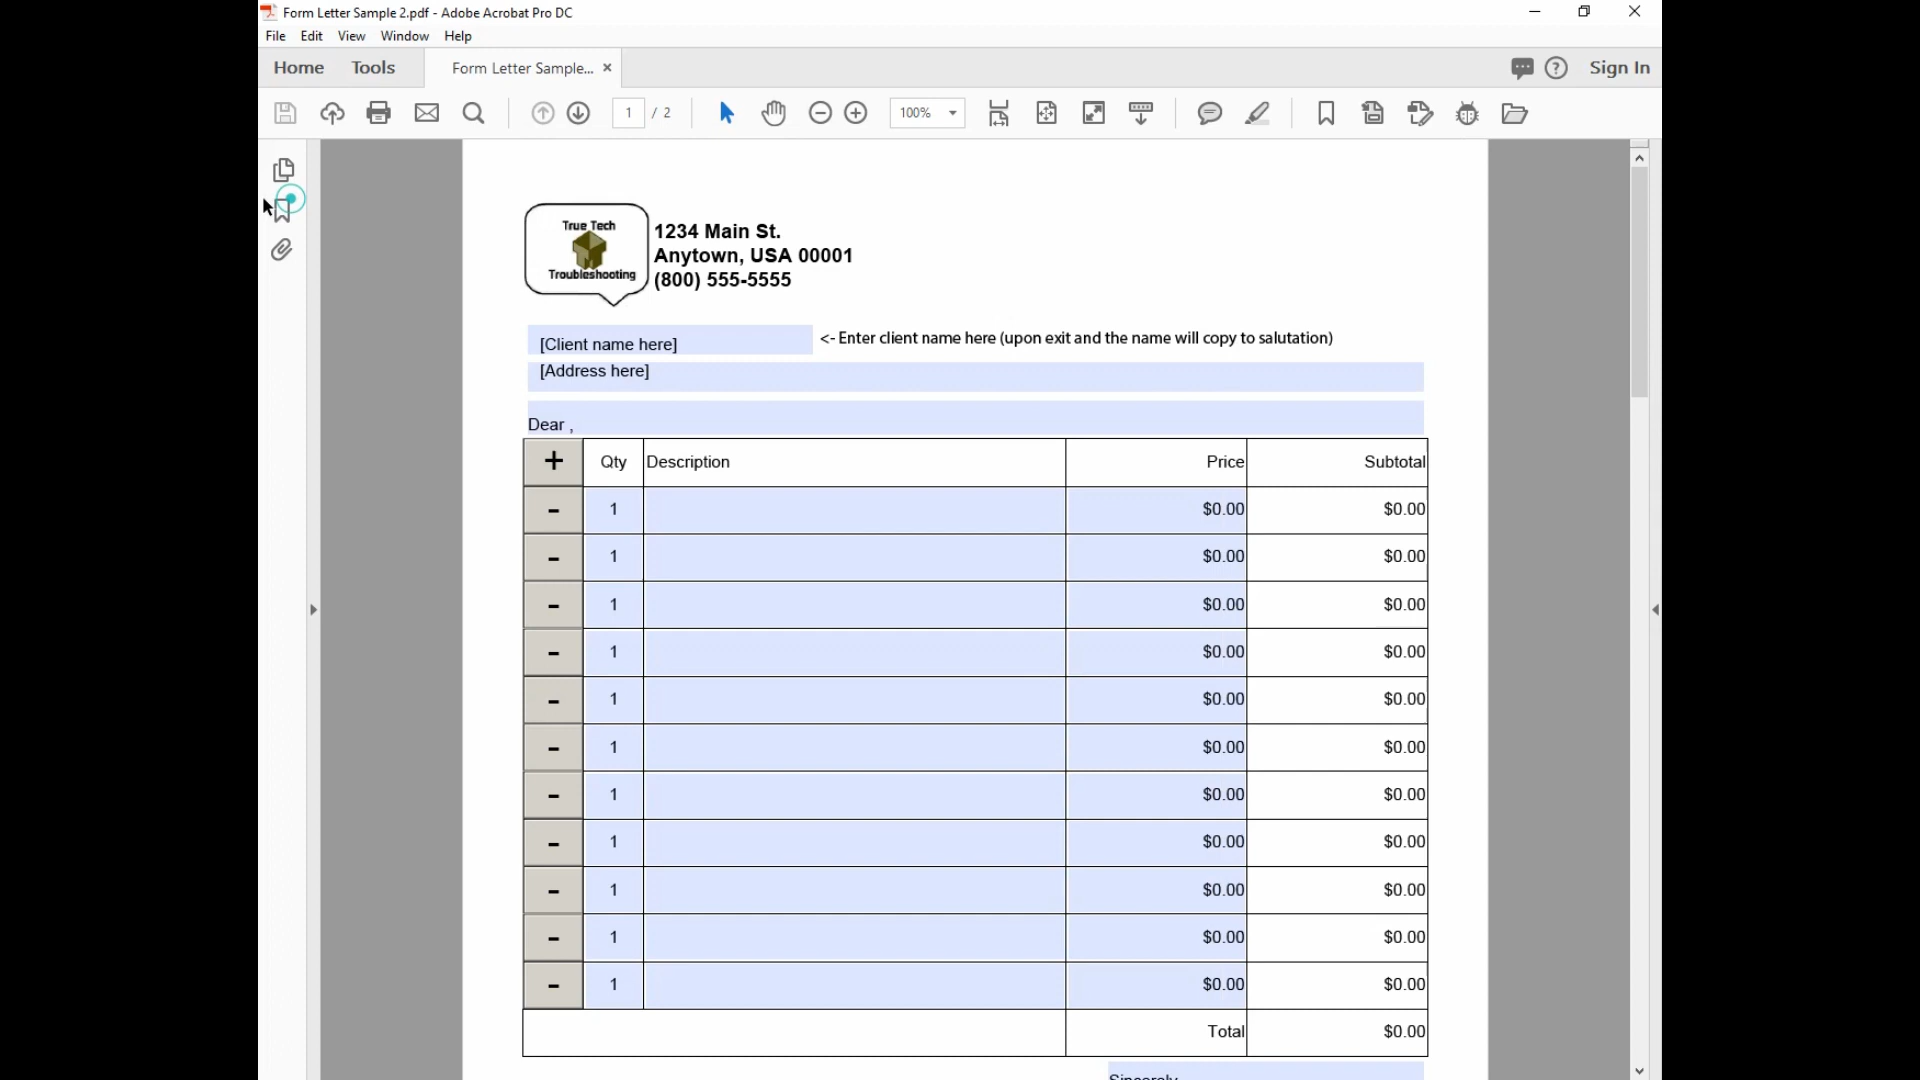 Form Letter Sample 2.pdf - Adobe Acrobat Pro DC
File Edit View Window Help
Home Tools Form Letter Sample... × Sign In
1 / 2 100%
True Tech
Troubleshooting
1234 Main St.
Anytown, USA 00001
(800) 555-5555
[Client name here] <- Enter client name here (upon exit and the name will copy to salutation)
[Address here]
Dear ,
+ Qty Description Price Subtotal
- 1 $0.00 $0.00
- 1 $0.00 $0.00
- 1 $0.00 $0.00
- 1 $0.00 $0.00
- 1 $0.00 $0.00
- 1 $0.00 $0.00
- 1 $0.00 $0.00
- 1 $0.00 $0.00
- 1 $0.00 $0.00
- 1 $0.00 $0.00
- 1 $0.00 $0.00
Total $0.00
Sincerely